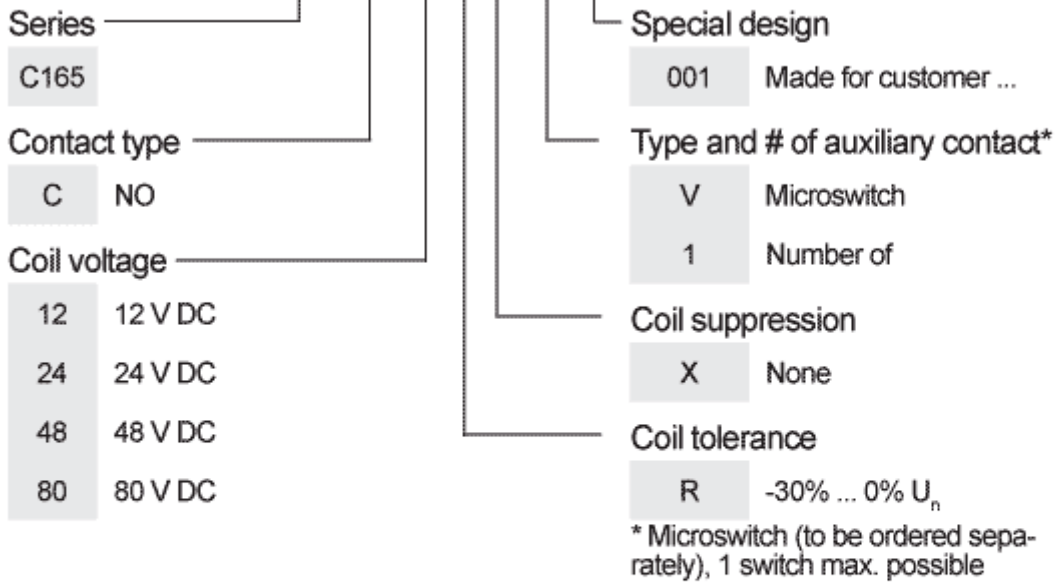 Series
C165
Contact type
C NO
Coil voltage
12 12 V DC
24 24 V DC
48 48 V DC
80 80 V DC
Special design
001 Made for customer ...
Type and # of auxiliary contact*
V Microswitch
1 Number of
Coil suppression
X None
Coil tolerance
R -30% ... 0% Un
* Microswitch (to be ordered sepa-
rately), 1 switch max. possible